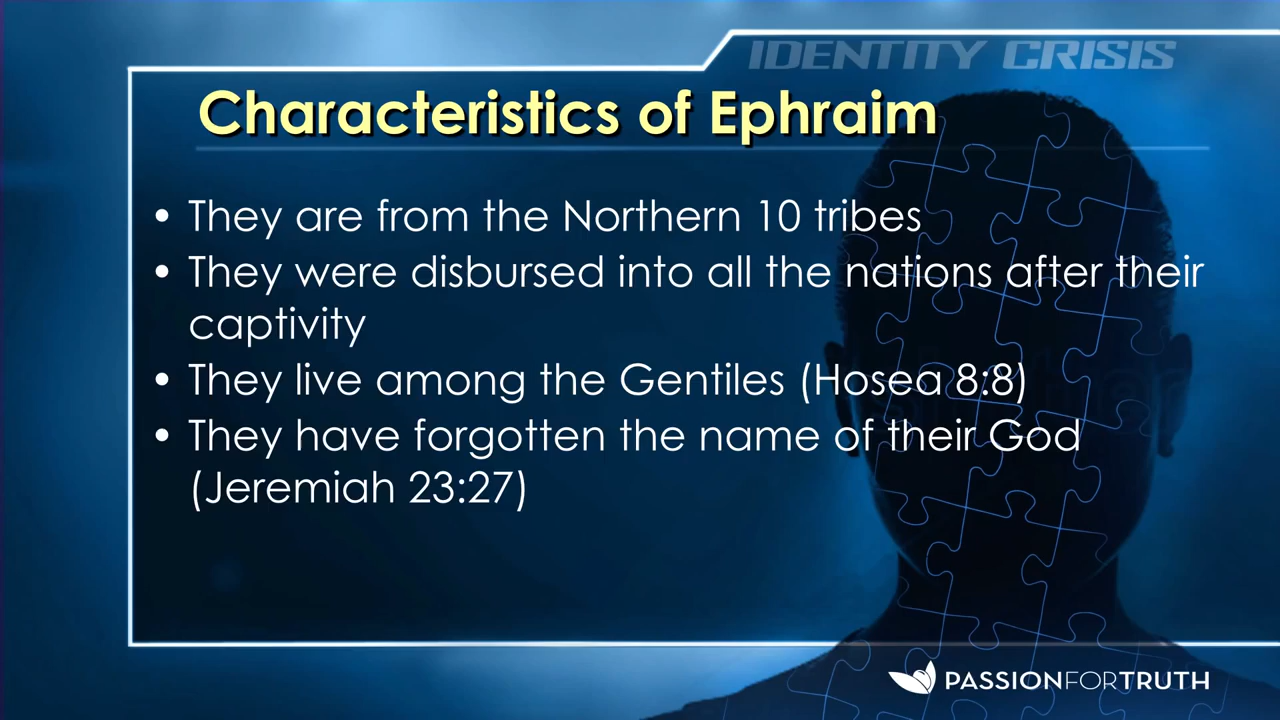 IDENTITY CRISIS
Characteristics of Ephraim
• They are from the Northern 10 tribes
• They were disbursed into all the nations after their
captivity
• They live among the Gentiles (Hosea 8:8)
• They have forgotten the name of their God
(Jeremiah 23:27)
PASSIONFORTRUTH